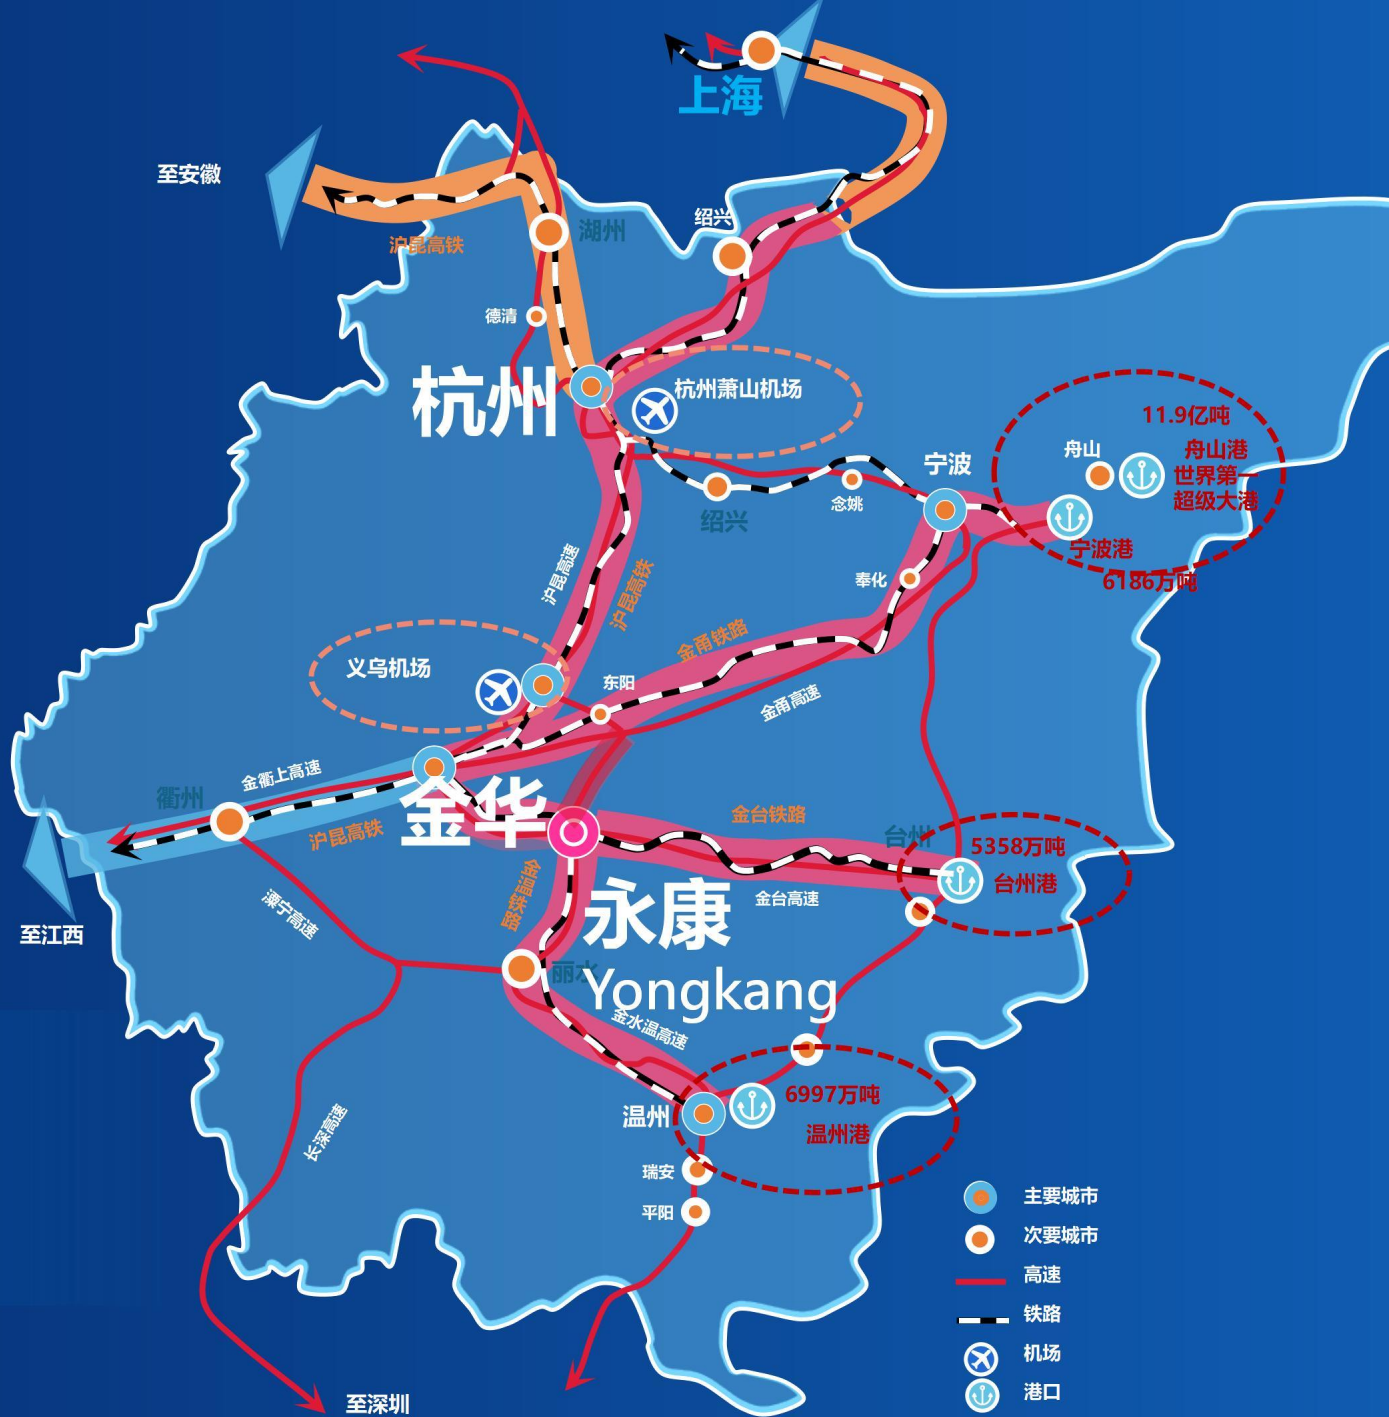 上海
至安徽
沪昆高铁
湖州
绍兴
德清
杭州
杭州萧山机场
11.9亿吨
舟山
舟山港
世界第一
超级大港
宁波
念姚
绍兴
宁波港
6186万吨
奉化
沪昆高速
沪昆高铁
金甬铁路
义乌机场
东阳
金甬高速
金衢上高速
衢州
沪昆高铁
金华
金台铁路
台州
5358万吨
台州港
金台高速
金温铁路
永康
Yongkang
溧宁高速
至江西
丽水
金水温高速
6997万吨
温州港
温州
长深高速
瑞安
平阳
主要城市
次要城市
高速
铁路
机场
港口
至深圳